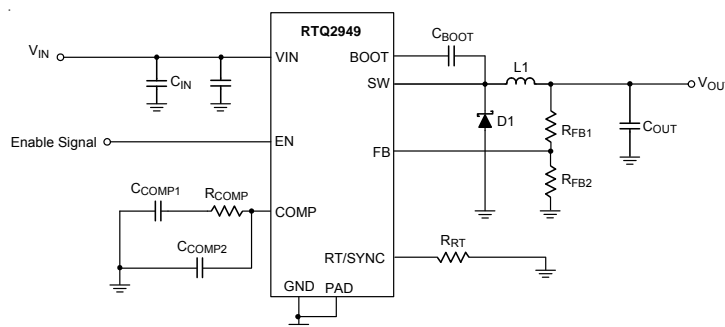 RTQ2949
VIN
VIN
CIN
BOOT
CBOOT
SW
L1
VOU
D1
RFB1
COUT
Enable Signal
EN
FB
RFB2
CCOMP1
RCOMP
COMP
CCOMP2
RT/SYNC
RRT
GND
PAD